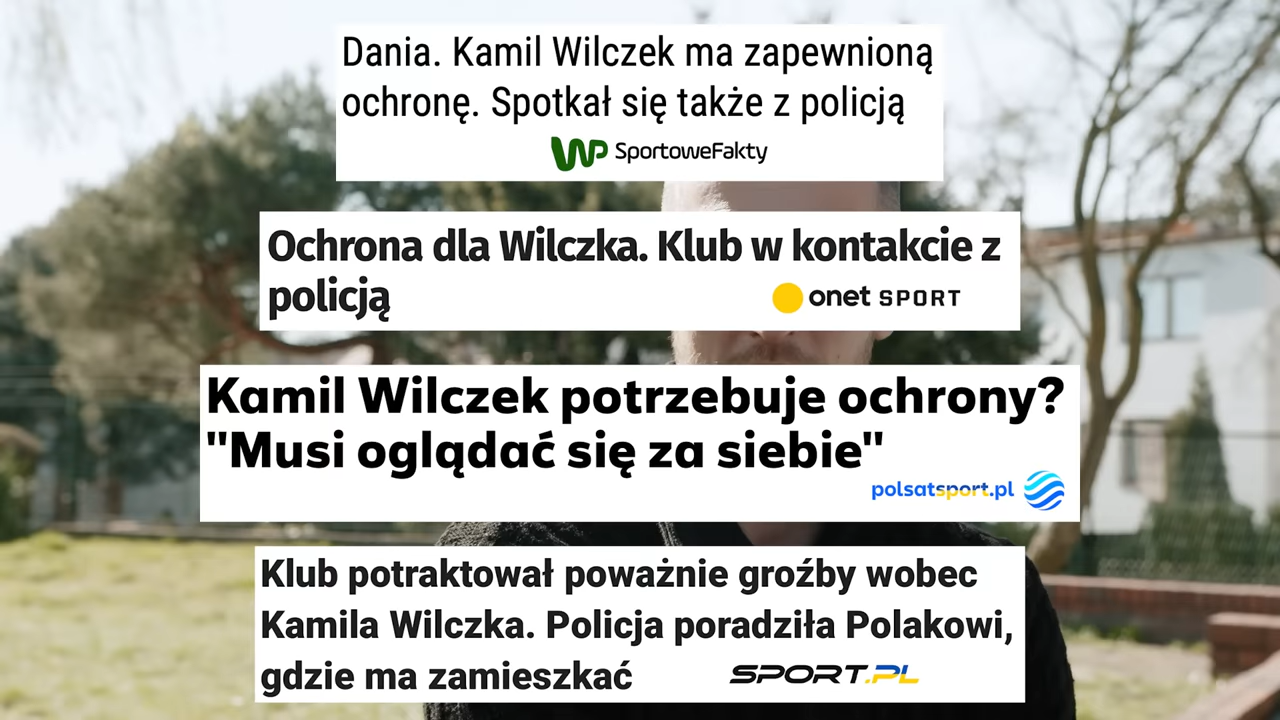 Dania. Kamil Wilczek ma zapewnioną
ochronę. Spotkał się także z policją
WP SportoweFakty
Ochrona dla Wilczka. Klub w kontakcie z
policją
onet SPORT
Kamil Wilczek potrzebuje ochrony?
"Musi oglądać się za siebie"
polsatsport.pl
Klub potraktował poważnie groźby wobec
Kamila Wilczka. Policja poradziła Polakowi,
gdzie ma zamieszkać
SPORT.PL